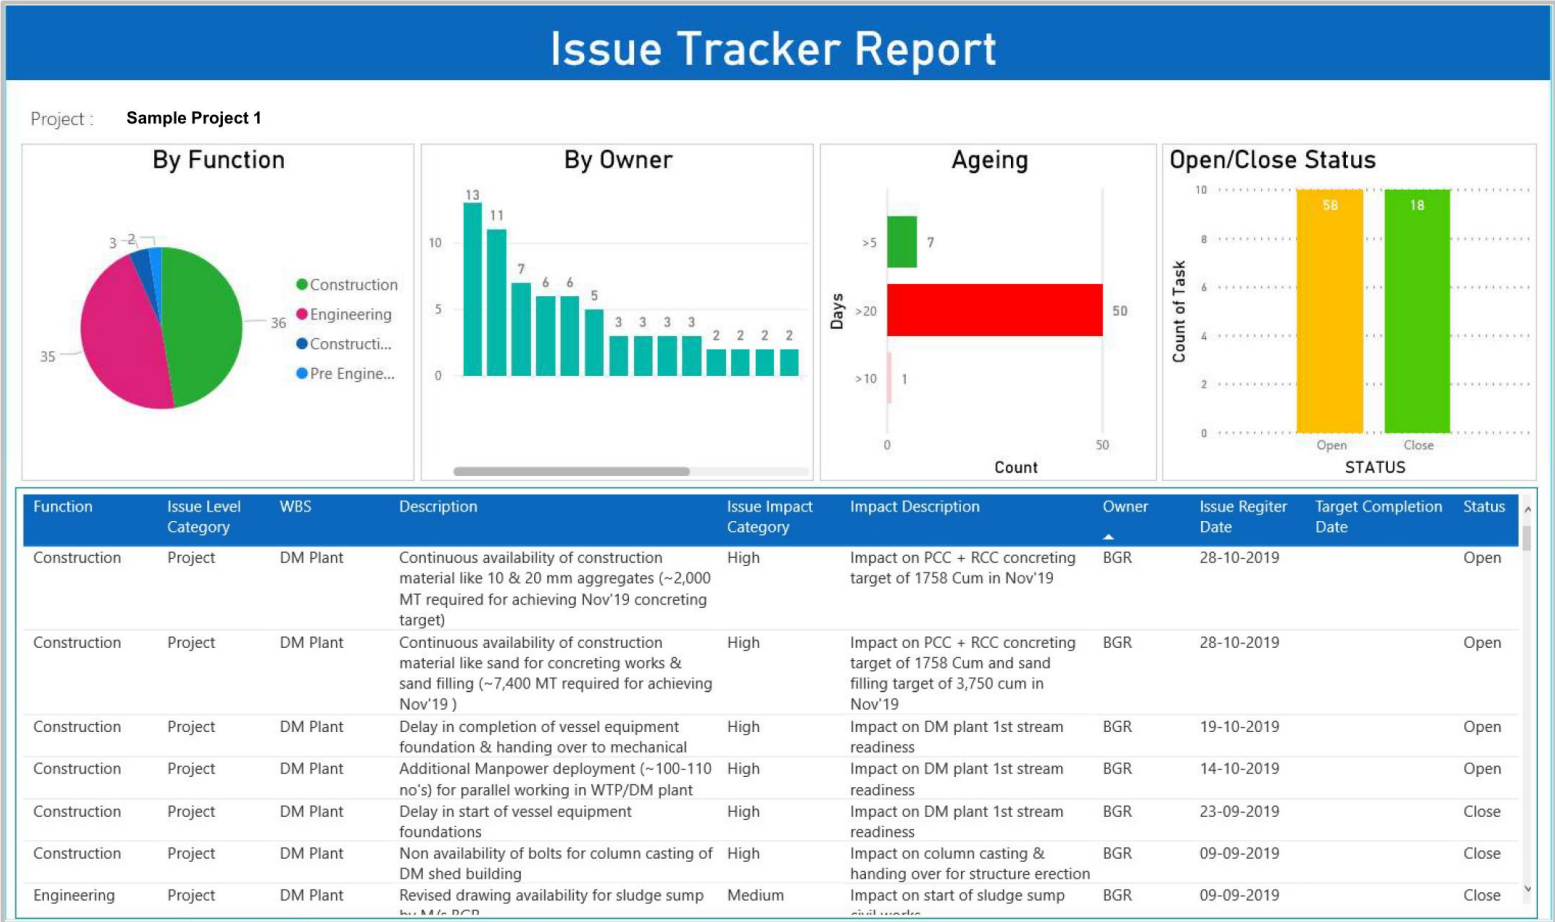 Issue Tracker Report
Project : Sample Project 1
By Function
3 2
36
35
Construction
Engineering
Constructi...
Pre Engine...
By Owner
13
11
7
6 6
5
3 3 3 3
2 2 2 2
10
5
0
Ageing
Days
>5 7
>20 50
>10 1
0 50
Count
Open/Close Status
Count of Task
10
8
6
4
2
0
58 18
Open Close
STATUS
Function Issue Level WBS Description Issue Impact Impact Description Owner Issue Regiter Target Completion Status
Category Category Date Date
Construction Project DM Plant Continuous availability of construction High Impact on PCC + RCC concreting BGR 28-10-2019 Open
material like 10 & 20 mm aggregates (~2,000 target of 1758 Cum in Nov'19
MT required for achieving Nov'19 concreting
target)
Construction Project DM Plant Continuous availability of construction High Impact on PCC + RCC concreting BGR 28-10-2019 Open
material like sand for concreting works & target of 1758 Cum and sand
sand filling (~7,400 MT required for achieving filling target of 3,750 cum in
Nov'19 ) Nov'19
Construction Project DM Plant Delay in completion of vessel equipment High Impact on DM plant 1st stream BGR 19-10-2019 Open
foundation & handing over to mechanical readiness
Construction Project DM Plant Additional Manpower deployment (~100-110 High Impact on DM plant 1st stream BGR 14-10-2019 Open
no's) for parallel working in WTP/DM plant readiness
Construction Project DM Plant Delay in start of vessel equipment High Impact on DM plant 1st stream BGR 23-09-2019 Close
foundations readiness
Construction Project DM Plant Non availability of bolts for column casting of High Impact on column casting & BGR 09-09-2019 Close
DM shed building handing over for structure erection
Engineering Project DM Plant Revised drawing availability for sludge sump Medium Impact on start of sludge sump BGR 09-09-2019 Close
by M/s BGR civil works